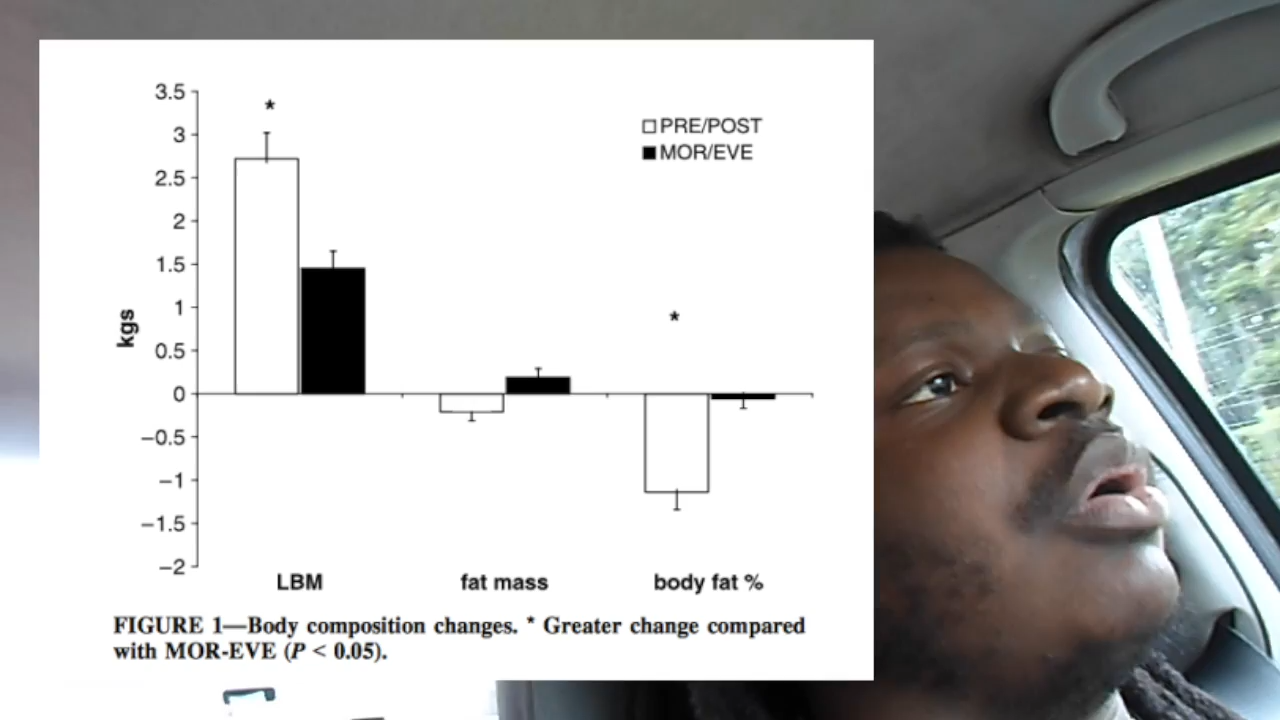 3.5
*
3
2.5
2
1.5
1
0.5
0
−0.5
−1
−1.5
−2
kgs
PRE/POST
MOR/EVE
*
LBM fat mass body fat %
FIGURE 1—Body composition changes. * Greater change compared
with MOR-EVE (P < 0.05).